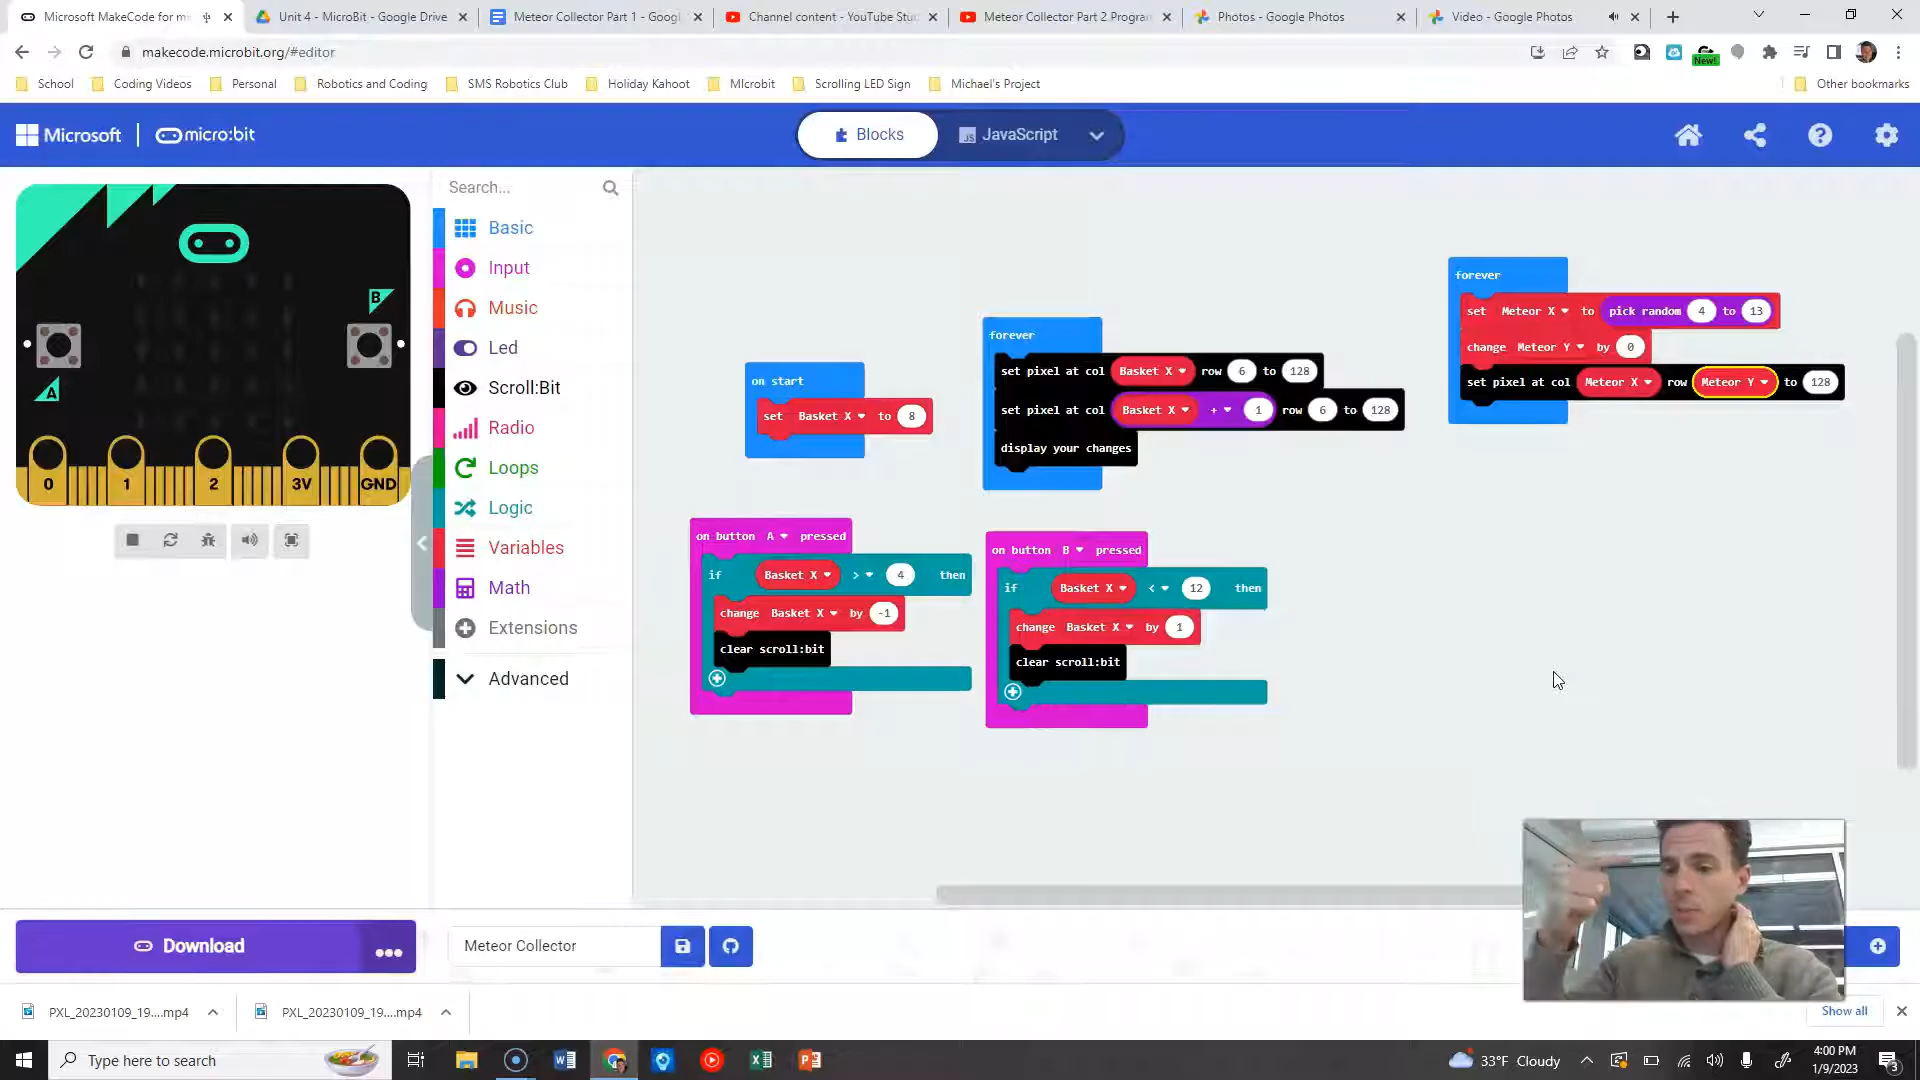 Microsoft MakeCode for mi
Unit 4 - MicroBit - Google Drive
Meteor Collector Part 1 - Googl
Channel content - YouTube Stu
Meteor Collector Part 2 Progran
Photos - Google Photos
Video - Google Photos
makecode.microbit.org/#editor
New!
School
Coding Videos
Personal
Robotics and Coding
SMS Robotics Club
Holiday Kahoot
MIcrobit
Scrolling LED Sign
Michael's Project
Other bookmarks
Microsoft
micro:bit
Blocks
JS JavaScript
Search...
Basic
Input
Music
Led
Scroll:Bit
Radio
Loops
Logic
Variables
Math
Extensions
Advanced
B
A
0 1 2 3V GND
on start
set Basket X to 8
forever
set pixel at col Basket X row 6 to 128
set pixel at col Basket X + 1 row 6 to 128
display your changes
forever
set Meteor X to pick random 4 to 13
change Meteor Y by 0
set pixel at col Meteor X row Meteor Y to 128
on button A pressed
if Basket X > 4 then
change Basket X by -1
clear scroll:bit
on button B pressed
if Basket X < 12 then
change Basket X by 1
clear scroll:bit
Download
Meteor Collector
PXL_20230109_19....mp4
PXL_20230109_19....mp4
Show all
Type here to search
33°F Cloudy
4:00 PM
1/9/2023
3